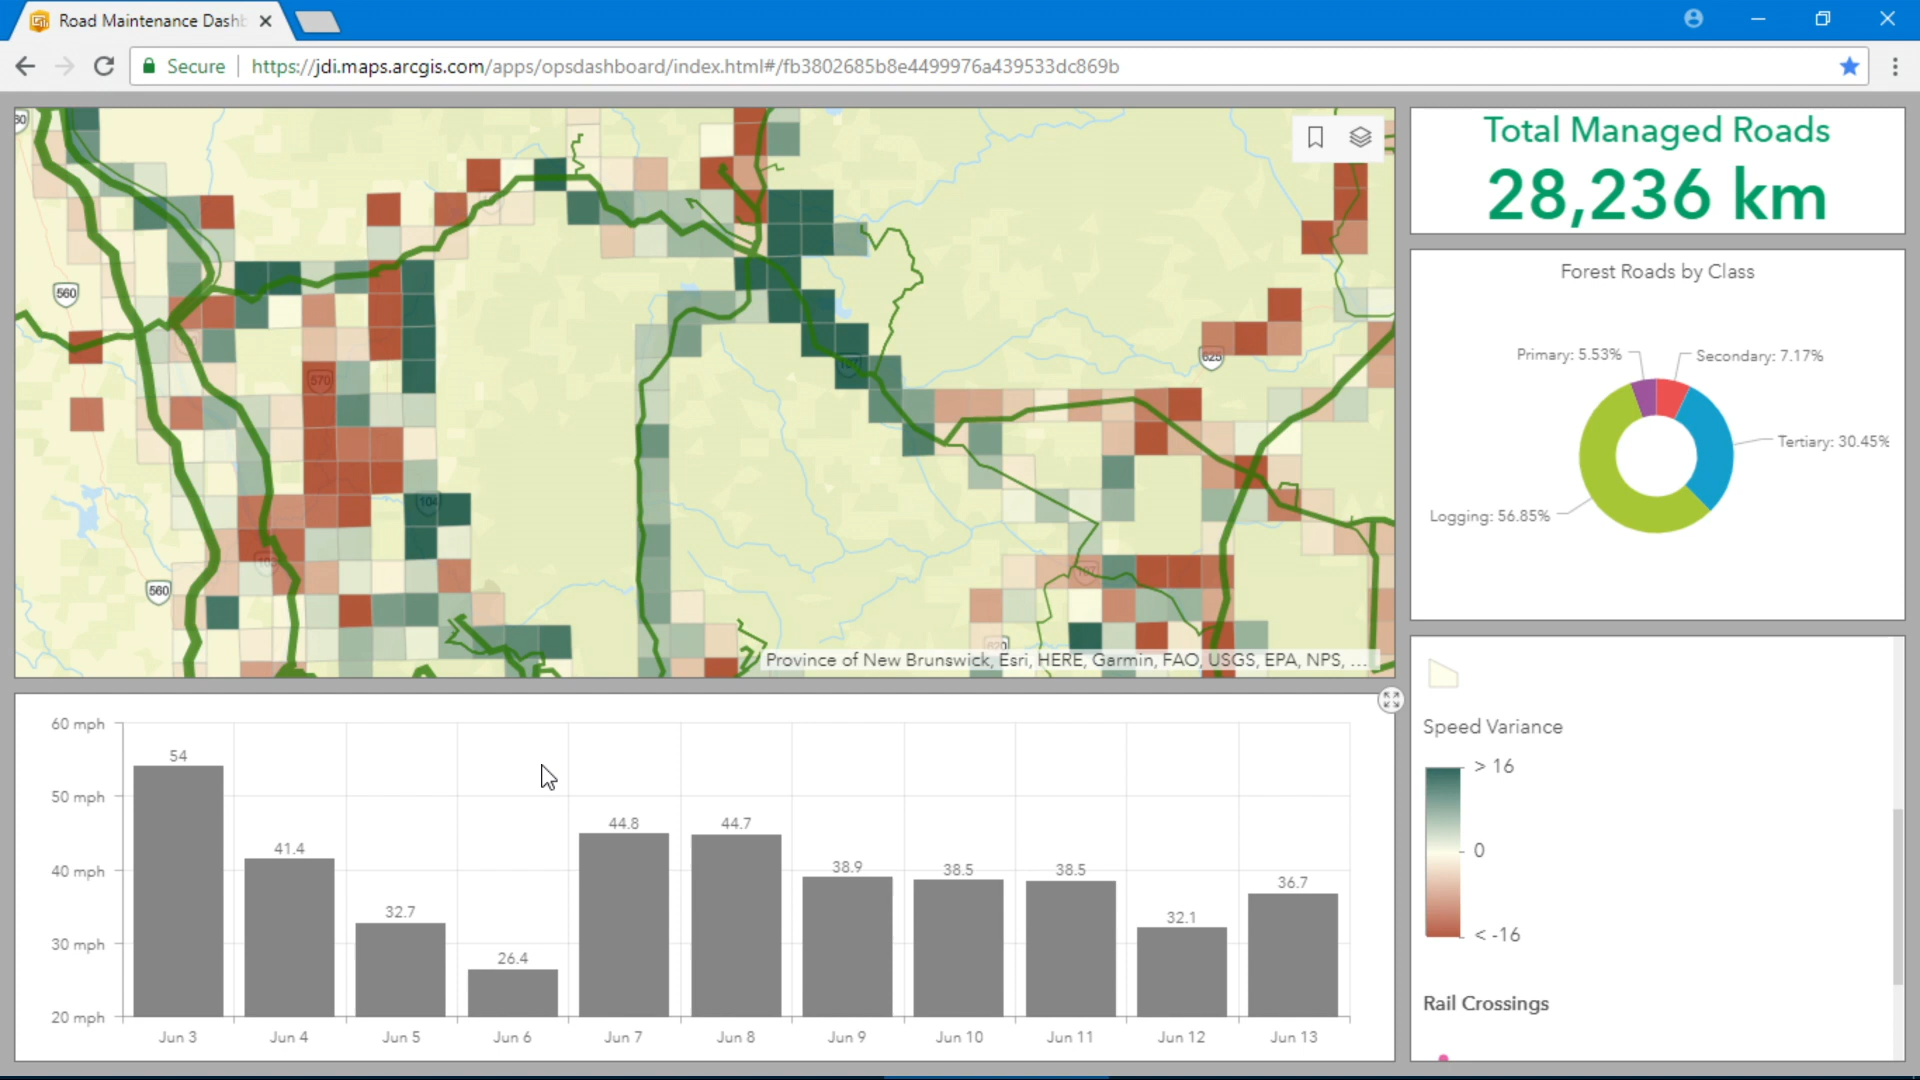 Road Maintenance Dashb
Secure
https://jdi.maps.arcgis.com/apps/opsdashboard/index.html#/fb3802685b8e4499976a439533dc869b
560
570
104
107
628
560
107
Province of New Brunswick, Esri, HERE, Garmin, FAO, USGS, EPA, NPS, ...
Total Managed Roads
28,236 km
Forest Roads by Class
Primary: 5.53%
Secondary: 7.17%
Tertiary: 30.45%
Logging: 56.85%
Speed Variance
> 16
0
< -16
Rail Crossings
60 mph
50 mph
40 mph
30 mph
20 mph
54
41.4
32.7
26.4
44.8
44.7
38.9
38.5
38.5
32.1
36.7
Jun 3
Jun 4
Jun 5
Jun 6
Jun 7
Jun 8
Jun 9
Jun 10
Jun 11
Jun 12
Jun 13